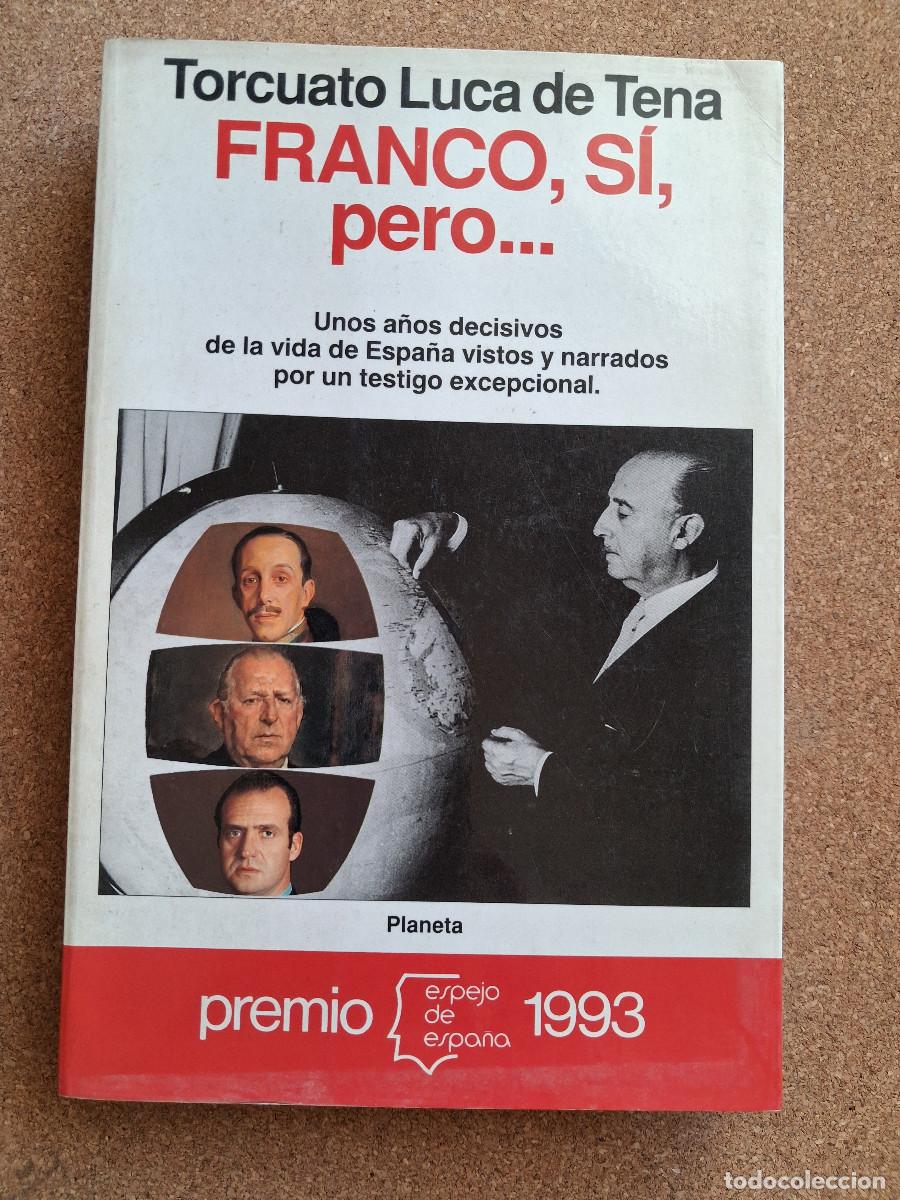 Torcuato Luca de Tena
FRANCO, SÍ,
pero...
Unos años decisivos
de la vida de España vistos y narrados
por un testigo excepcional.
Planeta
premio
espejo
de
españa
1993
todocoleccion